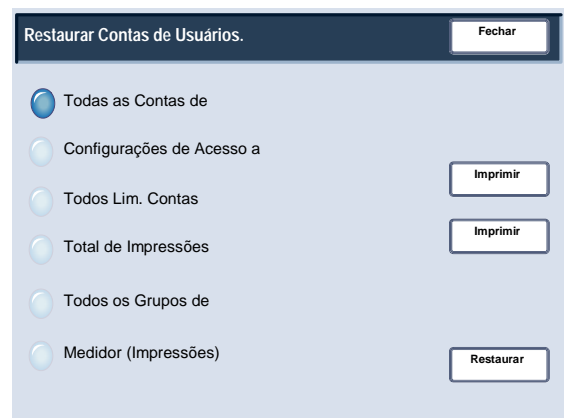 Restaurar Contas de Usuários.
Fechar
Todas as Contas de
Configurações de Acesso a
Imprimir
Todos Lim. Contas
Imprimir
Total de Impressões
Todos os Grupos de
Medidor (Impressões)
Restaurar